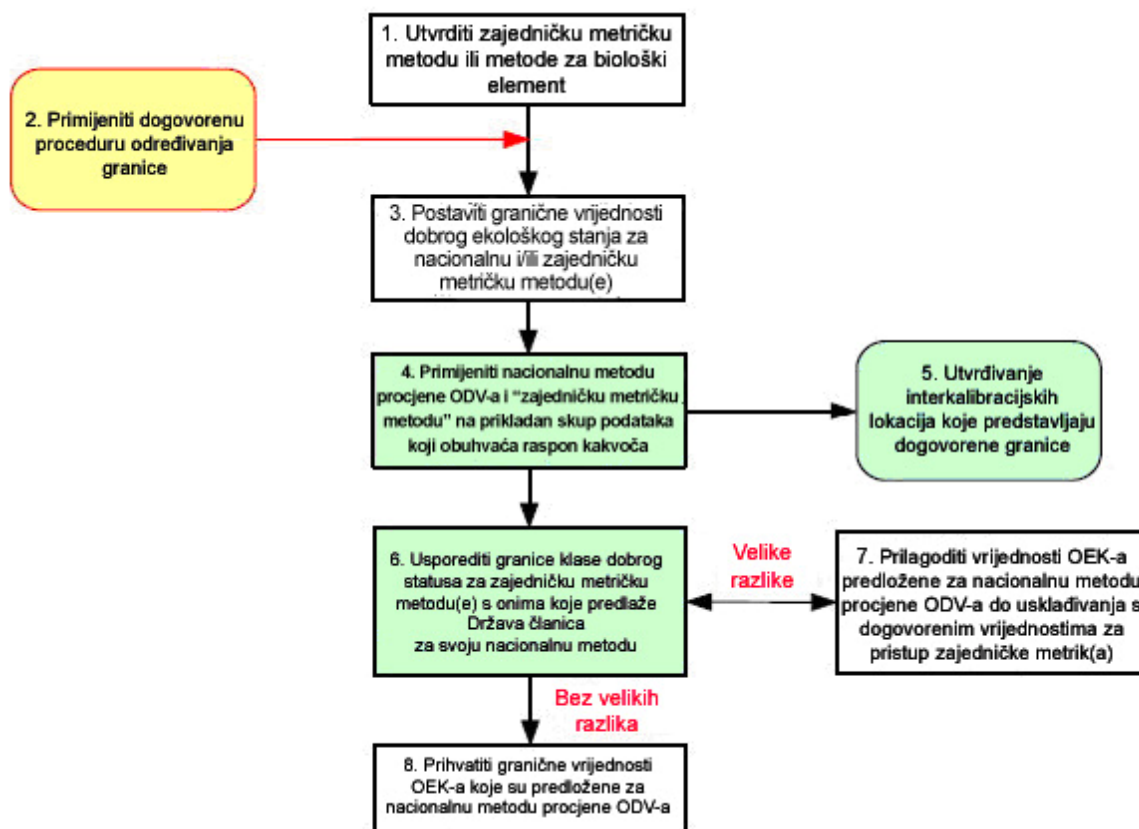 1. Utvrditi zajedničku metričku
metodu ili metode za biološki
element
2. Primijeniti dogovorenu
proceduru određivanja
granice
3. Postaviti granične vrijednosti
dobrog ekološkog stanja za
nacionalnu i/ili zajedničku
metričku metodu(e)
4. Primijeniti nacionalnu metodu
procjene ODV-a i “zajedničku metričku
metodu” na prikladan skup podataka
koji obuhvaća raspon kakvoća
5. Utvrđivanje
interkalibracijskih
lokacija koje predstavljaju
dogovorene granice
6. Usporediti granice klase dobrog
statusa za zajedničku metričku
metodu(e) s onima koje predlaže
Država članica
za svoju nacionalnu metodu
Velike
razlike
7. Prilagoditi vrijednosti OEK-a
predložene za nacionalnu metodu
procjene ODV-a do usklađivanja s
dogovorenim vrijednostima za
pristup zajedničke metrik(a)
Bez velikih
razlika
8. Prihvatiti granične vrijednosti
OEK-a koje su predložene za
nacionalnu metodu procjene ODV-a